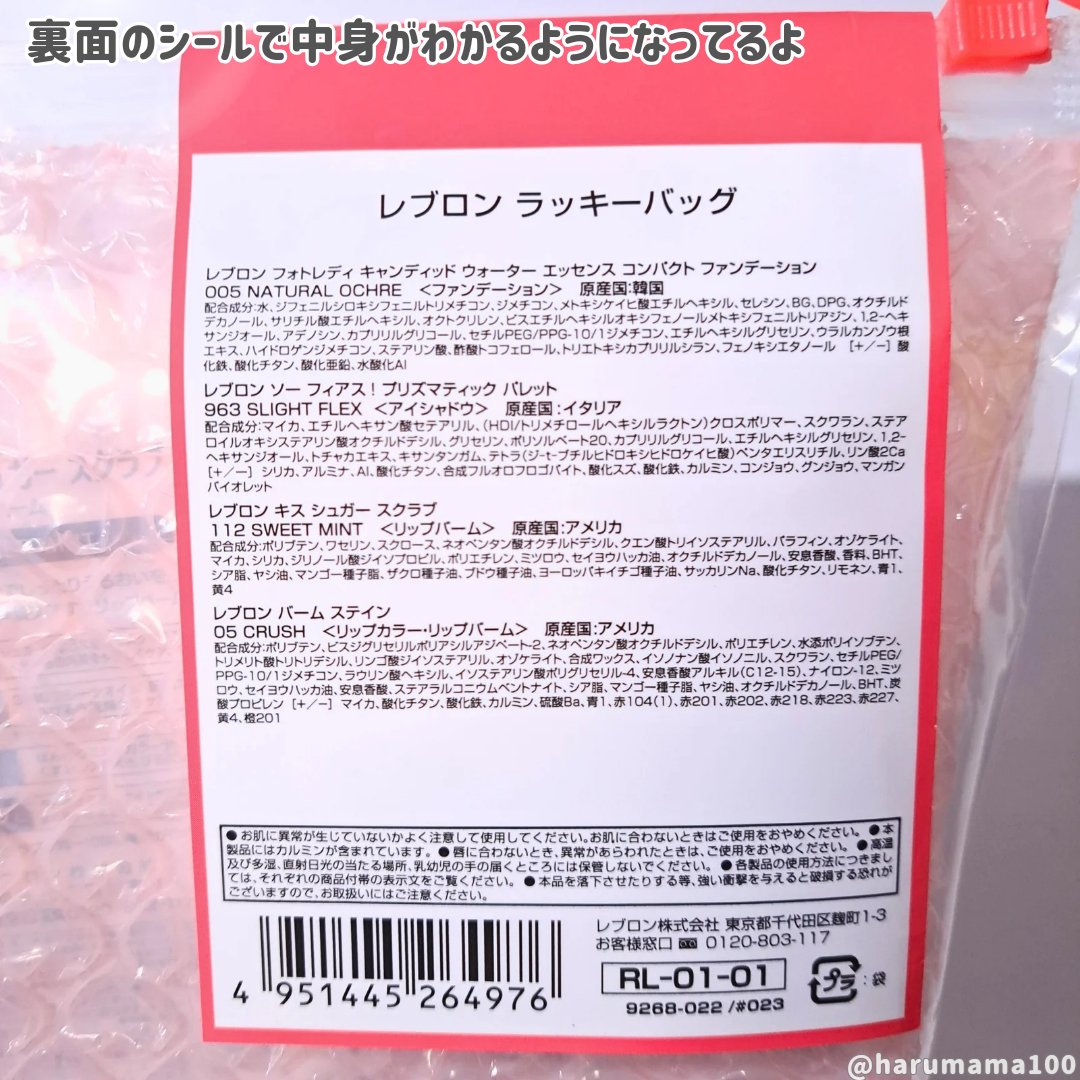 裏面のシールで中身がわかるようになってるよ
レブロン ラッキーバッグ
レブロン フォトレディ キャンディッド ウォーター エッセンス コンパクト ファンデーション
005 NATURAL OCHRE <ファンデーション> 原産国:韓国
配合成分:水、ジフェニルシロキシフェニルトリメチコン、ジメチコン、メトキシケイヒ酸エチルヘキシル、セレシン、BG、DPG、オクチルド
デカノール、サリチル酸エチルヘキシル、オクトクリレン、ビスエチルヘキシルオキシフェノールメトキシフェニルトリアジン、1,2-ヘキ
サンジオール、アデノシン、カプリリルグリコール、セチルPEG/PPG-10/1ジメチコン、エチルヘキシルグリセリン、ウラルカンゾウ根
エキス、ハイドロゲンジメチコン、ステアリン酸、酢酸トコフェロール、トリエトキシカプリリルシラン、フェノキシエタノール [+/-] 酸
化鉄、酸化チタン、酸化亜鉛、水酸化Al
レブロン ソー フィアス! プリズマティック パレット
963 SLIGHT FLEX <アイシャドウ> 原産国:イタリア
配合成分:マイカ、エチルヘキサン酸セテアリル、(HDI/トリメチロールヘキシルラクトン)クロスポリマー、スクワラン、ステア
ロイルオキシステアリン酸オクチルドデシル、グリセリン、ポリソルベート20、カプリリルグリコール、エチルヘキシルグリセリン、1,2-
ヘキサンジオール、トチャカエキス、キサンタンガム、テトラ(ジ-t-ブチルヒドロキシヒドロケイヒ酸)ペンタエリスリチル、リン酸2Ca
[+/-] シリカ、アルミナ、Al、酸化チタン、合成フルオロフロゴパイト、酸化スズ、酸化鉄、カルミン、コンジョウ、グンジョウ、マンガン
バイオレット
レブロン キス シュガー スクラブ
112 SWEET MINT <リップバーム> 原産国:アメリカ
配合成分:ポリブテン、ワセリン、スクロース、ネオペンタン酸オクチルドデシル、クエン酸トリイソステアリル、パラフィン、オゾケライト、
マイカ、シリカ、ジリノール酸ジイソプロピル、ポリエチレン、ミツロウ、セイヨウハッカ油、オクチルドデカノール、安息香酸、香料、BHT、
シア脂、ヤシ油、マンゴー種子脂、ザクロ種子油、ブドウ種子油、ヨーロッパキイチゴ種子油、サッカリンNa、酸化チタン、リモネン、青1、
黄4
レブロン バーム ステイン
05 CRUSH <リップカラー・リップバーム> 原産国:アメリカ
配合成分:ポリブテン、ビスジグリセリルポリアシルアジペート-2、ネオペンタン酸オクチルドデシル、ポリエチレン、水添ポリイソブテン、
トリメリト酸トリトリデシル、リンゴ酸ジイソステアリル、オゾケライト、合成ワックス、イソノナン酸イソノニル、スクワラン、セチルPEG/
PPG-10/1ジメチコン、ラウリン酸ヘキシル、イソステアリン酸ポリグリセリル-4、安息香酸アルキル(C12-15)、ナイロン-12、ミツ
ロウ、セイヨウハッカ油、安息香酸、ステアラルコニウムベントナイト、シア脂、マンゴー種子脂、ヤシ油、オクチルドデカノール、BHT、炭
酸プロピレン [+/-] マイカ、酸化チタン、酸化鉄、カルミン、硫酸Ba、青1、赤104(1)、赤201、赤202、赤218、赤223、赤227、
黄4、橙201
●お肌に異常が生じていないかよく注意して使用してください。お肌に合わないときはご使用をおやめください。●本
製品にはカルミンが含まれています。●唇に合わないとき、異常があらわれたときは、ご使用をおやめください。●高温
及び多湿、直射日光の当たる場所、乳幼児の手の届くところには保管しないでください。●各製品の使用方法につきまし
ては、それぞれの商品付帯の表示文をご覧ください。●本品を落下させたりする等、強い衝撃を与えると破損する恐れが
ございますので、お取扱いにはご注意ください。
レブロン株式会社 東京都千代田区麹町1-3
お客様窓口 0120-803-117
RL-01-01
プラ :袋
9268-022 /#023
4 951445 264976
@harumama100